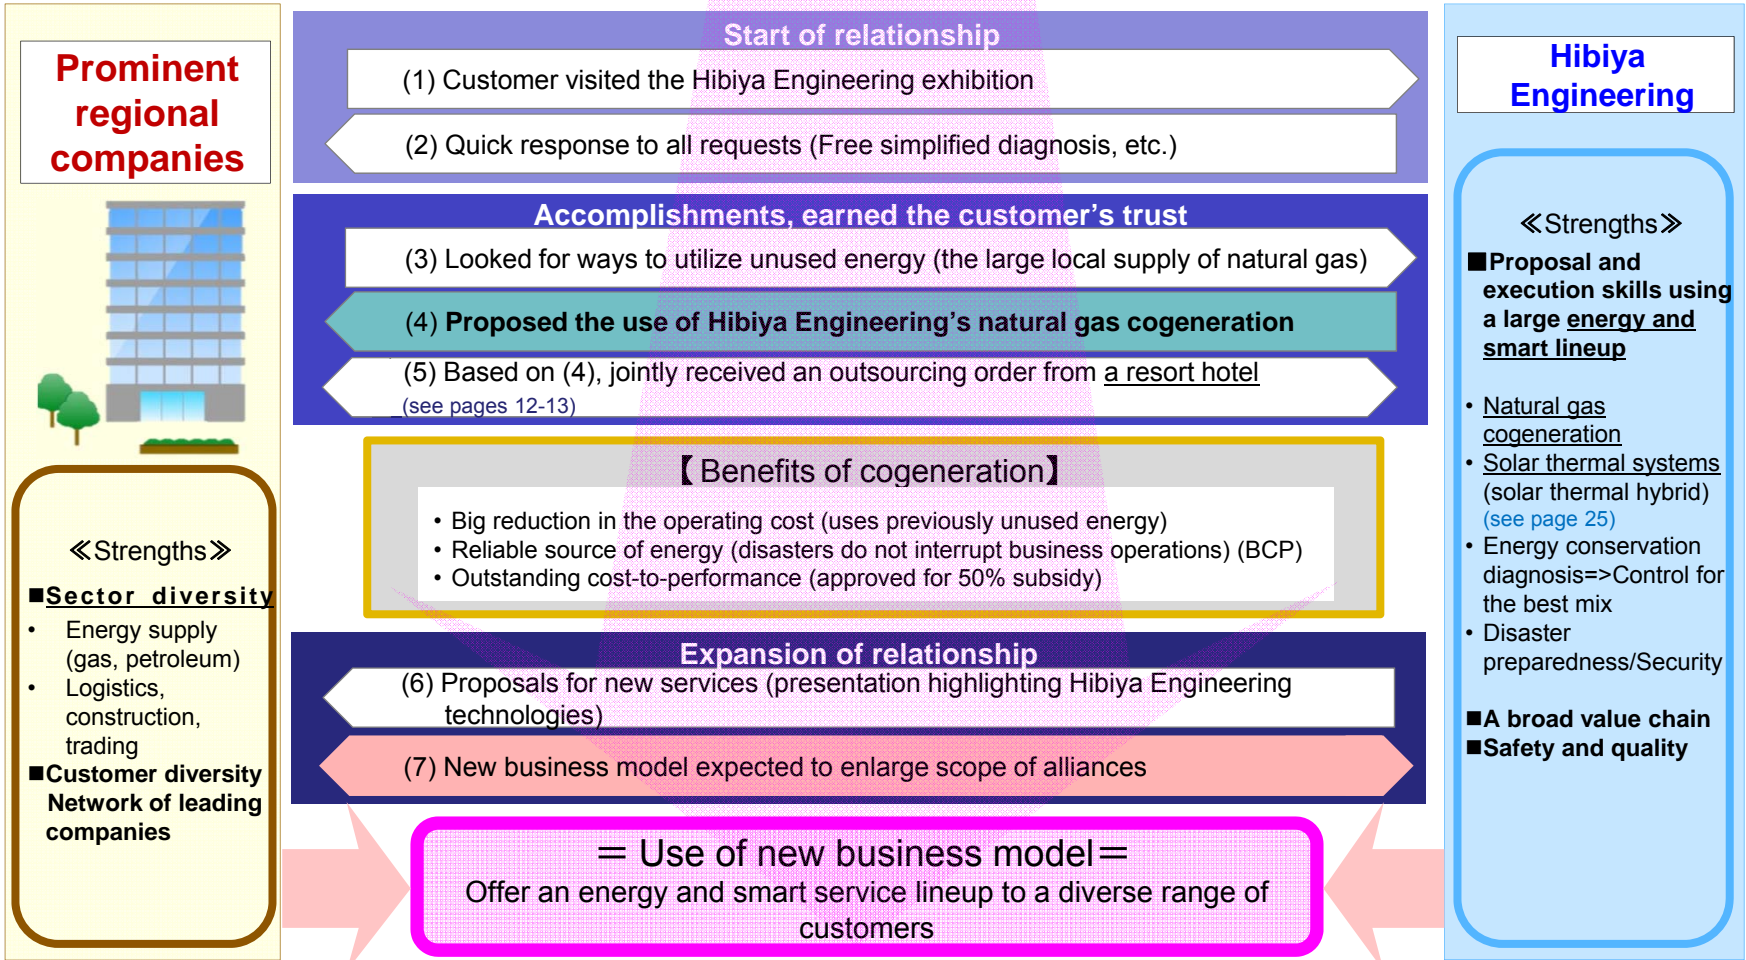 Prominent
regional
companies
≪Strengths≫
■Sector diversity
• Energy supply
(gas, petroleum)
• Logistics,
construction,
trading
■Customer diversity
Network of leading
companies
Start of relationship
(1) Customer visited the Hibiya Engineering exhibition
(2) Quick response to all requests (Free simplified diagnosis, etc.)
Accomplishments, earned the customer’s trust
(3) Looked for ways to utilize unused energy (the large local supply of natural gas)
(4) Proposed the use of Hibiya Engineering’s natural gas cogeneration
(5) Based on (4), jointly received an outsourcing order from a resort hotel
(see pages 12-13)
【Benefits of cogeneration】
• Big reduction in the operating cost (uses previously unused energy)
• Reliable source of energy (disasters do not interrupt business operations) (BCP)
• Outstanding cost-to-performance (approved for 50% subsidy)
Expansion of relationship
(6) Proposals for new services (presentation highlighting Hibiya Engineering
technologies)
(7) New business model expected to enlarge scope of alliances
＝Use of new business model＝
Offer an energy and smart service lineup to a diverse range of
customers
Hibiya
Engineering
≪Strengths≫
■Proposal and
execution skills using
a large energy and
smart lineup
• Natural gas
cogeneration
• Solar thermal systems
(solar thermal hybrid)
(see page 25)
• Energy conservation
diagnosis=>Control for
the best mix
• Disaster
preparedness/Security
■A broad value chain
■Safety and quality